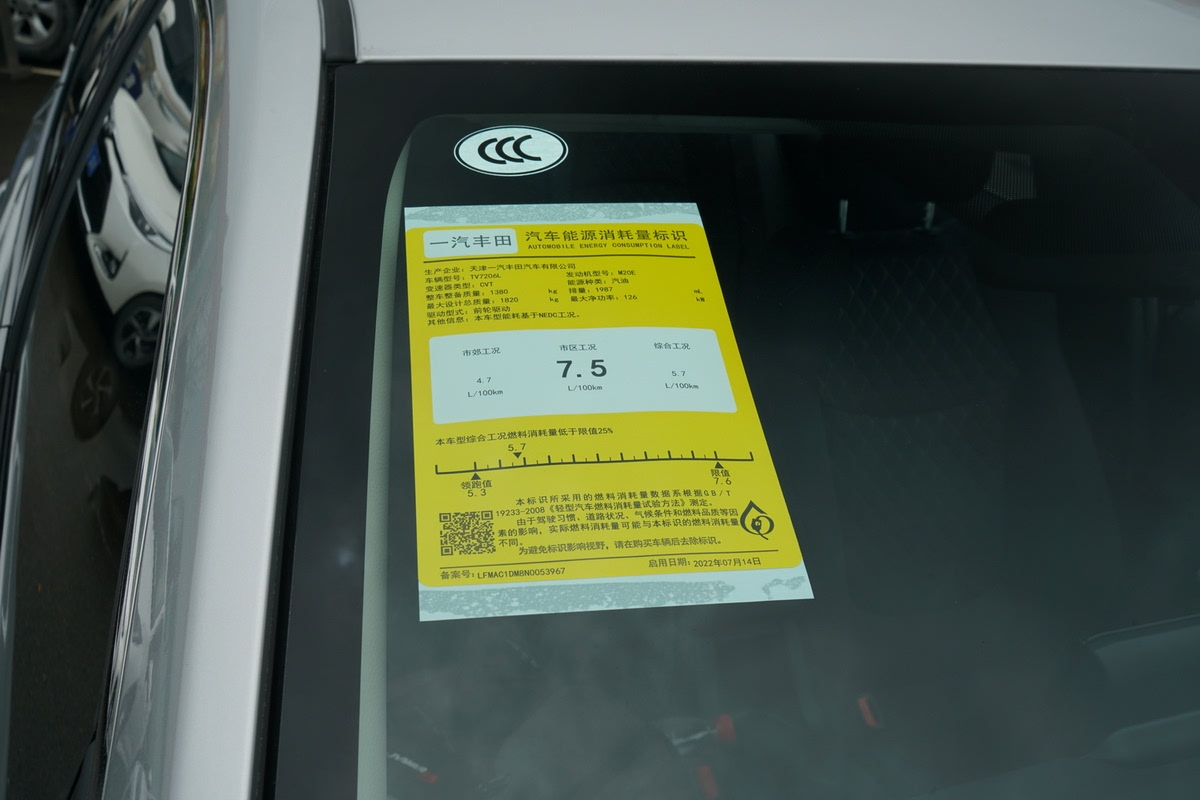 CCC
一汽丰田 汽车能源消耗量标识
AUTOMOBILE ENERGY CONSUMPTION LABEL
生产企业：天津一汽丰田汽车有限公司
车辆型号：TV7206L 发动机型号：M20E
变速器类型：CVT 能源种类：汽油
整车整备质量：1380 kg 排量：1987 mL
最大设计总质量：1820 kg 最大净功率：126 kW
驱动型式：前轮驱动
其他信息：本车型能耗基于NEDC工况。
市郊工况 市区工况 综合工况
4.7 7.5 5.7
L/100km L/100km L/100km
本车型综合工况燃料消耗量低于限值25%
5.7
领跑值 限值
5.3 7.6
本标识所采用的燃料消耗量数据系根据GB/T
19233-2008《轻型汽车燃料消耗量试验方法》测定。
由于驾驶习惯、道路状况、气候条件和燃料品质等因
素的影响，实际燃料消耗量可能与本标识的燃料消耗量
不同。
为避免标识影响视野，请在购买车辆后去除标识。
备案号：LFMAC1DM8N0053967 启用日期：2022年07月14日